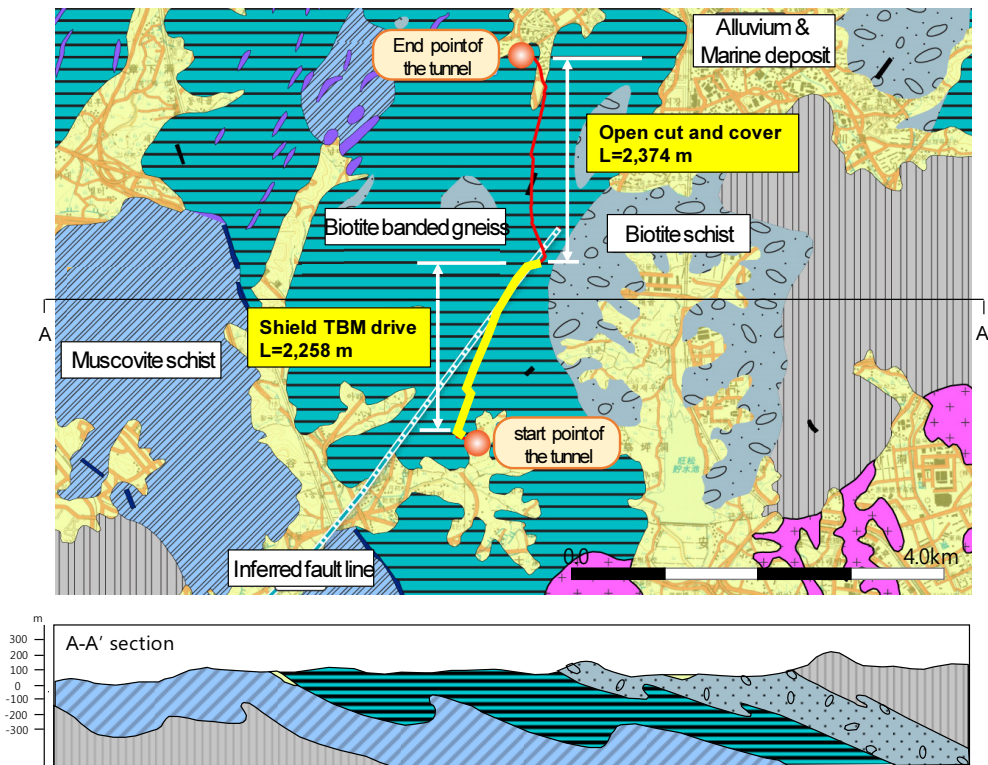 End point of
the tunnel
Alluvium &
Marine deposit
Open cut and cover
L=2,374 m
Biotite banded gneiss
Biotite schist
A
A
Shield TBM drive
L=2,258 m
Muscovite schist
start point of
the tunnel
Inferred fault line
0.0
4.0km
m
A-A' section
300
200
100
0
-100
-200
-300